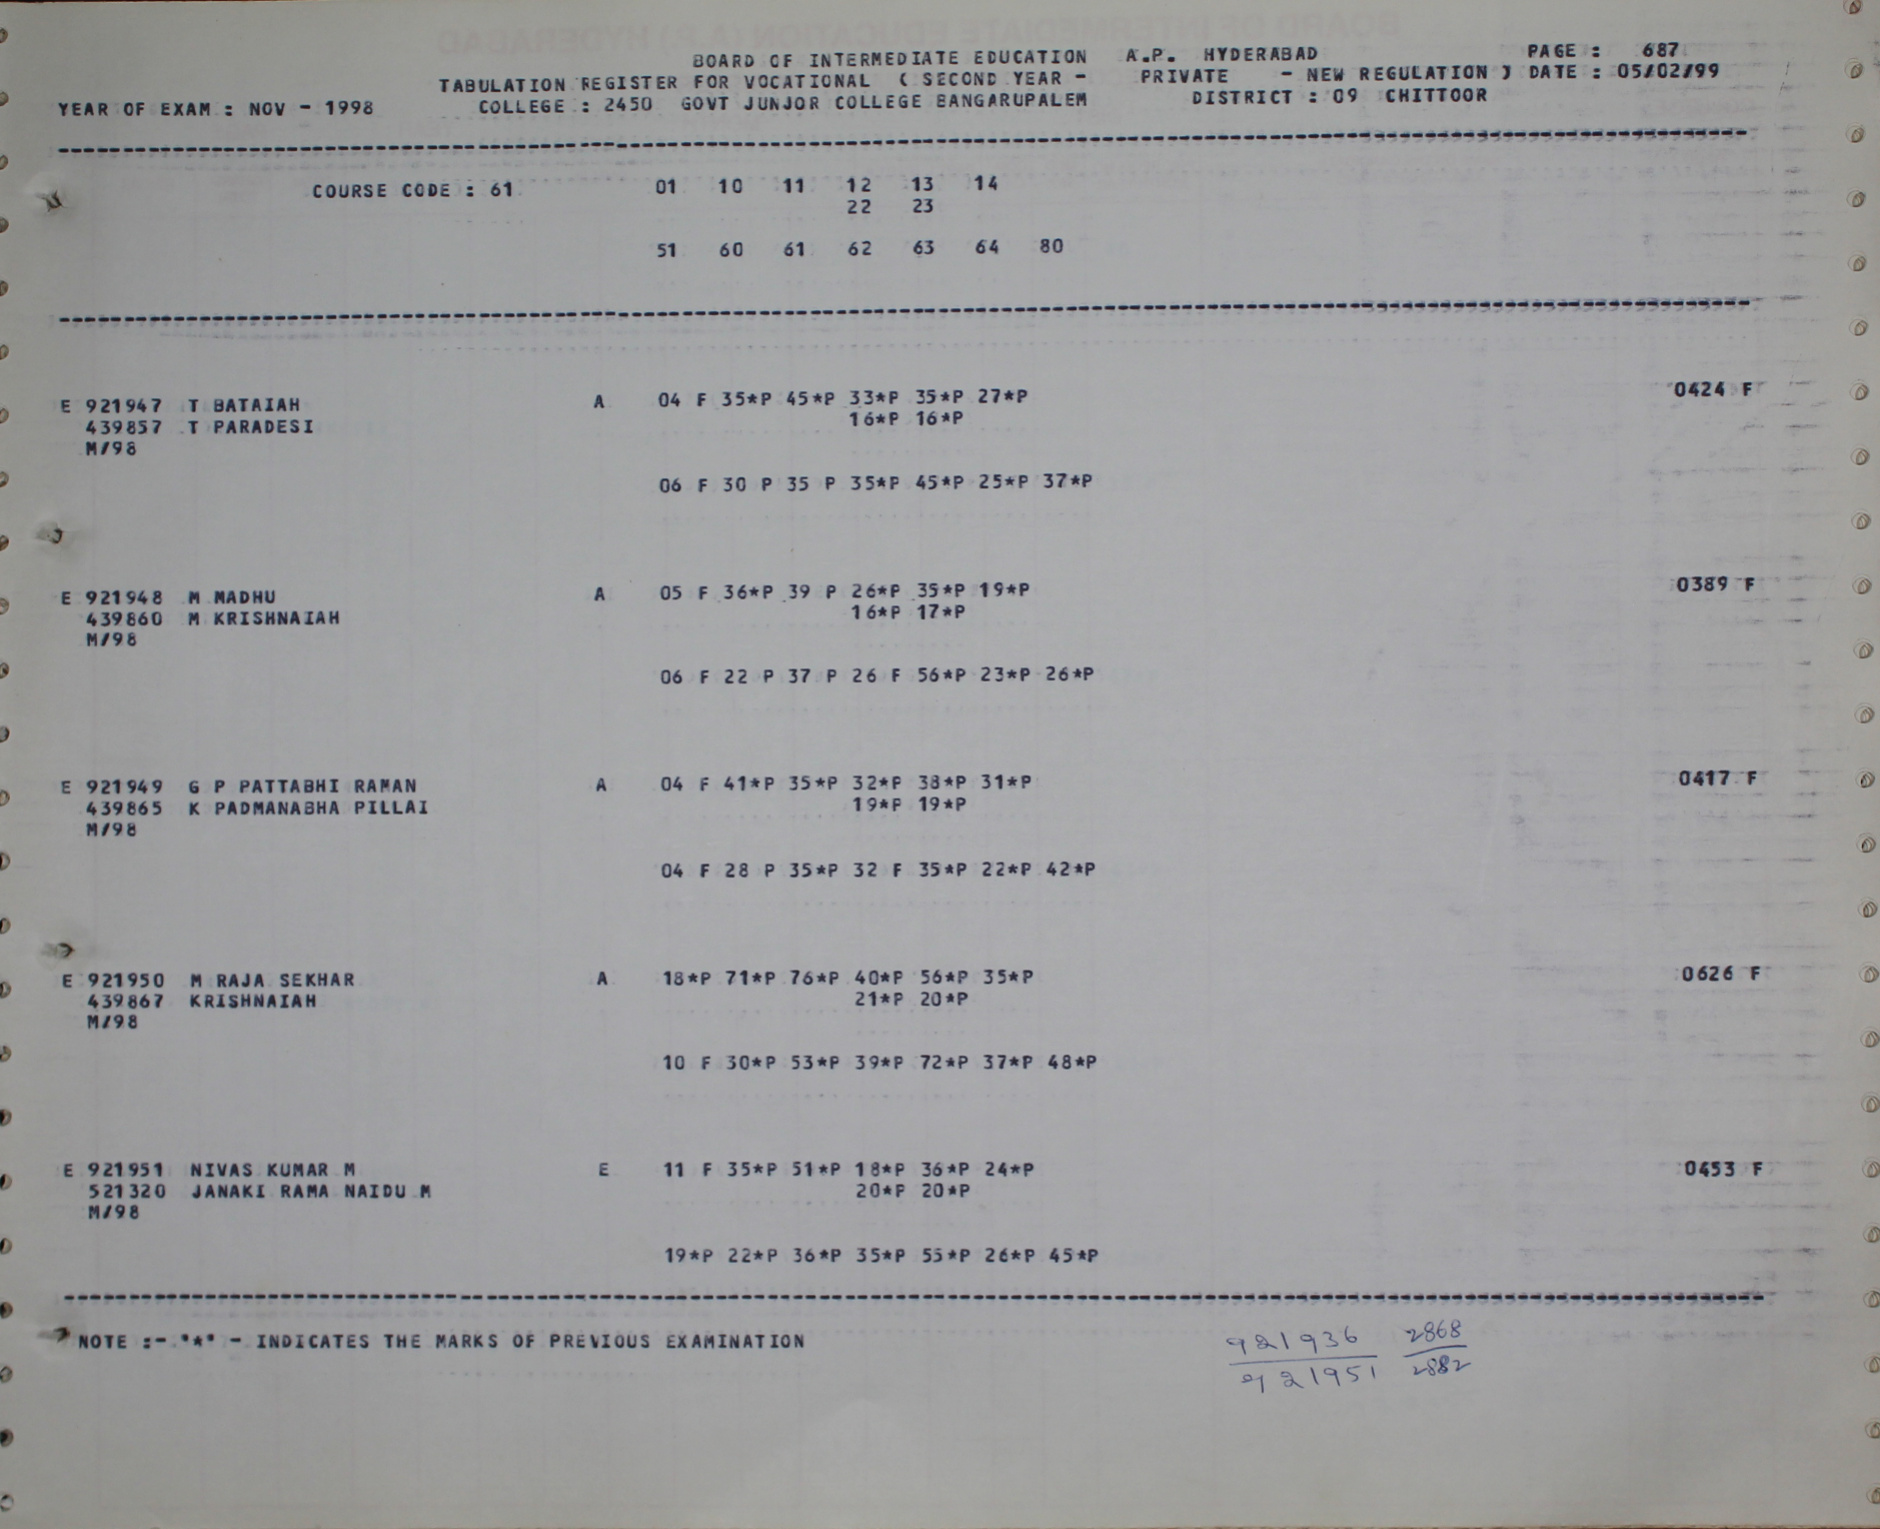 BOARD OF INTERMEDIATE EDUCATION A.P. HYDERABAD PAGE : 687
TABULATION REGISTER FOR VOCATIONAL ( SECOND YEAR - PRIVATE - NEW REGULATION ) DATE : 05/02/99
YEAR OF EXAM : NOV - 1998 COLLEGE : 2450 GOVT JUNJOR COLLEGE BANGARUPALEM DISTRICT : 09 CHITTOOR
COURSE CODE : 61 01 10 11 12 13 14
22 23
51 60 61 62 63 64 80
E 921947 T BATAIAH A 04 F 35*P 45*P 33*P 35*P 27*P 0424 F
439857 T PARADESI 16*P 16*P
M/98
06 F 30 P 35 P 35*P 45*P 25*P 37*P
E 921948 M MADHU A 05 F 36*P 39 P 26*P 35*P 19*P 0389 F
439860 M KRISHNAIAH 16*P 17*P
M/98
06 F 22 P 37 P 26 F 56*P 23*P 26*P
E 921949 G P PATTABHI RAMAN A 04 F 41*P 35*P 32*P 38*P 31*P 0417 F
439865 K PADMANABHA PILLAI 19*P 19*P
M/98
04 F 28 P 35*P 32 F 35*P 22*P 42*P
E 921950 M RAJA SEKHAR A 18*P 71*P 76*P 40*P 56*P 35*P 0626 F
439867 KRISHNAIAH 21*P 20*P
M/98
10 F 30*P 53*P 39*P 72*P 37*P 48*P
E 921951 NIVAS KUMAR M E 11 F 35*P 51*P 18*P 36*P 24*P 0453 F
521320 JANAKI RAMA NAIDU M 20*P 20*P
M/98
19*P 22*P 36*P 35*P 55*P 26*P 45*P
NOTE :- "*" - INDICATES THE MARKS OF PREVIOUS EXAMINATION
921936 2868
921951 2882